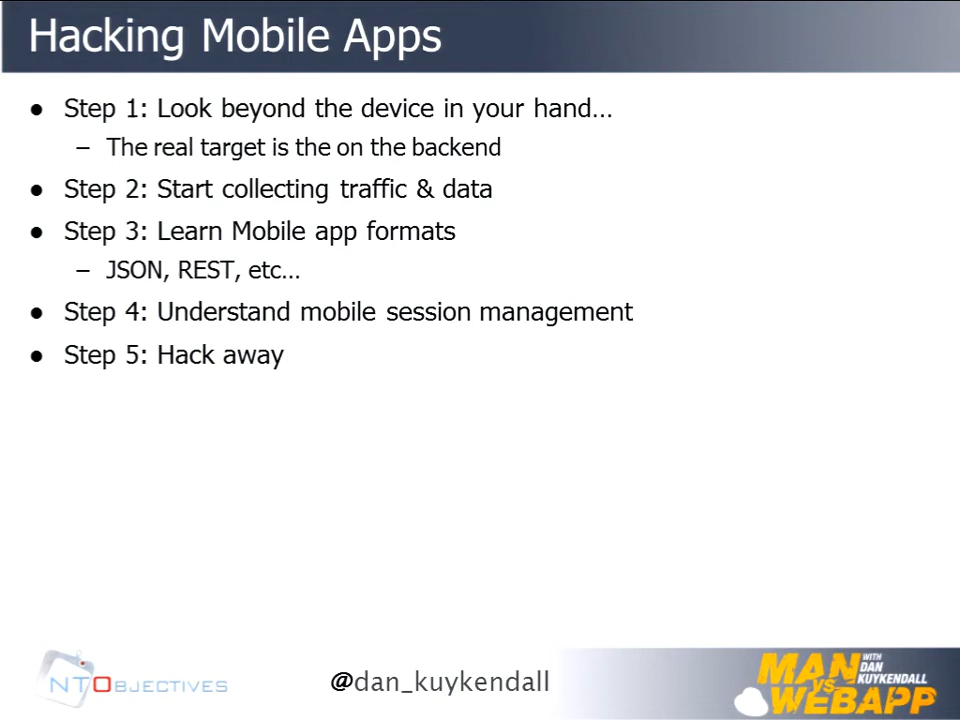 Hacking Mobile Apps
● Step 1: Look beyond the device in your hand…
– The real target is the on the backend
● Step 2: Start collecting traffic & data
● Step 3: Learn Mobile app formats
– JSON, REST, etc…
● Step 4: Understand mobile session management
● Step 5: Hack away
NTOBJECTIVES
@dan_kuykendall
MAN WITH DAN KUYKENDALL
VS
WEBAPP